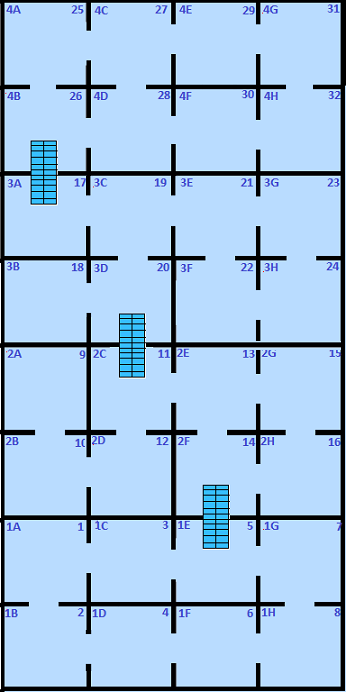 4A 25 4C 27 4E 29 4G 31
4B 26 4D 28 4F 30 4H 32
3A 17 3C 19 3E 21 3G 23
3B 18 3D 20 3F 22 3H 24
2A 9 2C 11 2E 13 2G 15
2B 10 2D 12 2F 14 2H 16
1A 1 1C 3 1E 5 1G 7
1B 2 1D 4 1F 6 1H 8